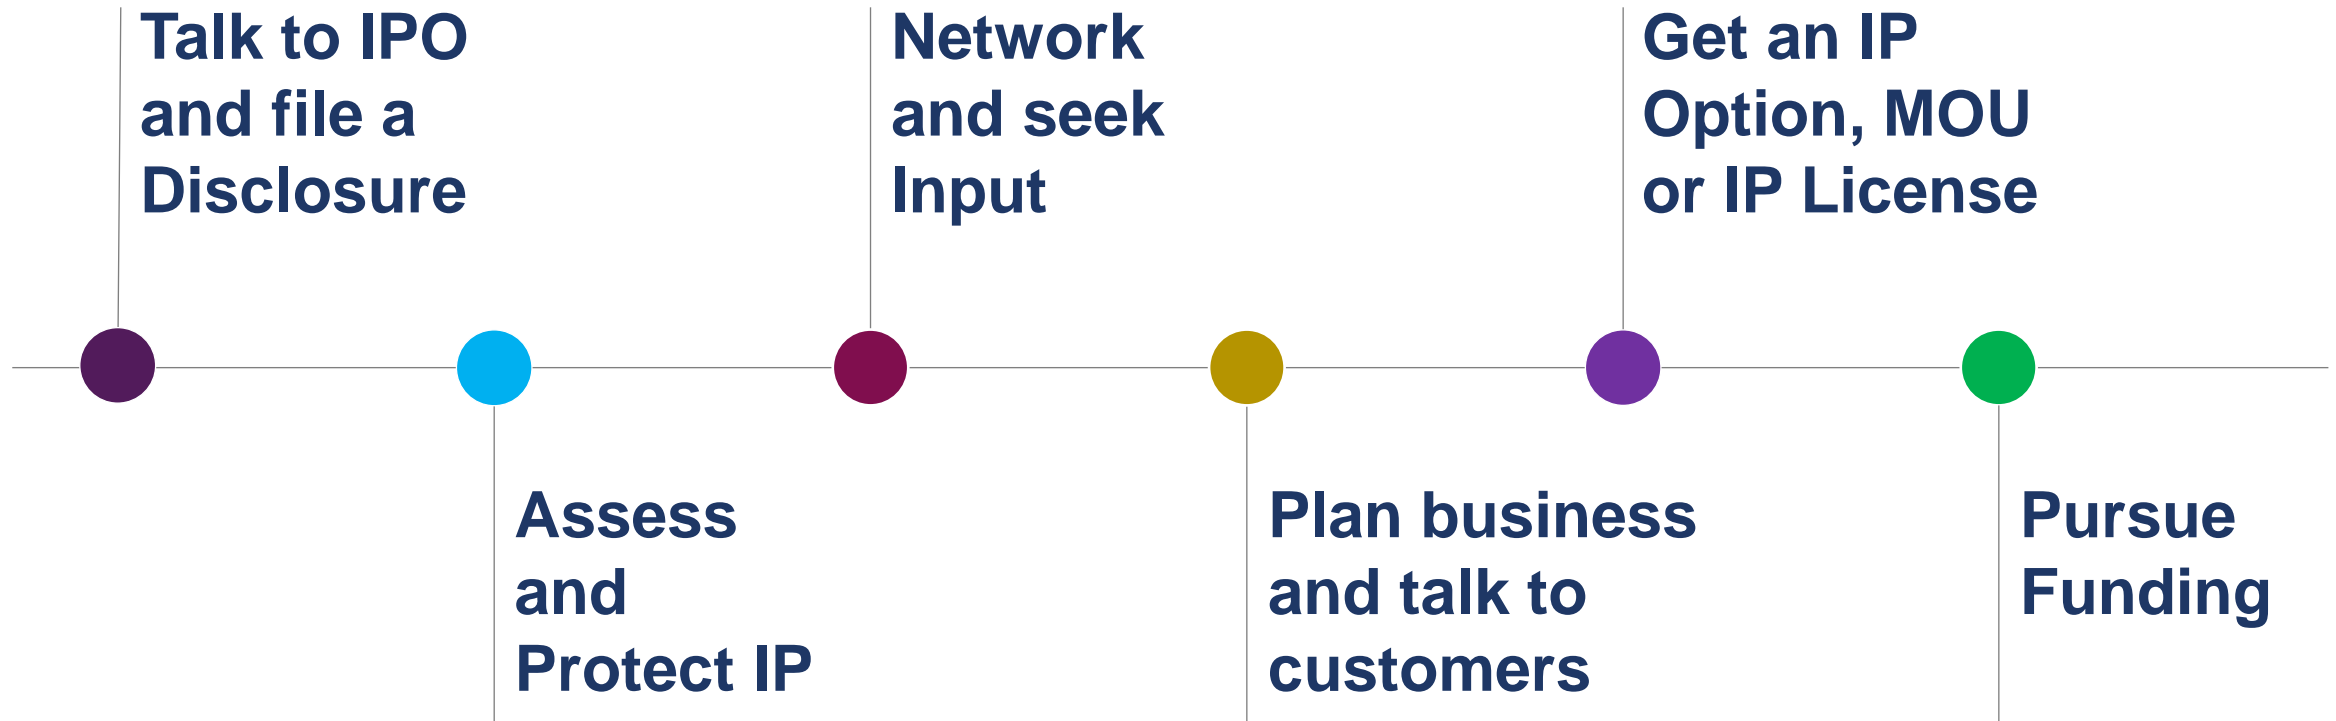 Talk to IPO
and file a
Disclosure
Assess
and
Protect IP
Network
and seek
Input
Plan business
and talk to
customers
Get an IP
Option, MOU
or IP License
Pursue
Funding